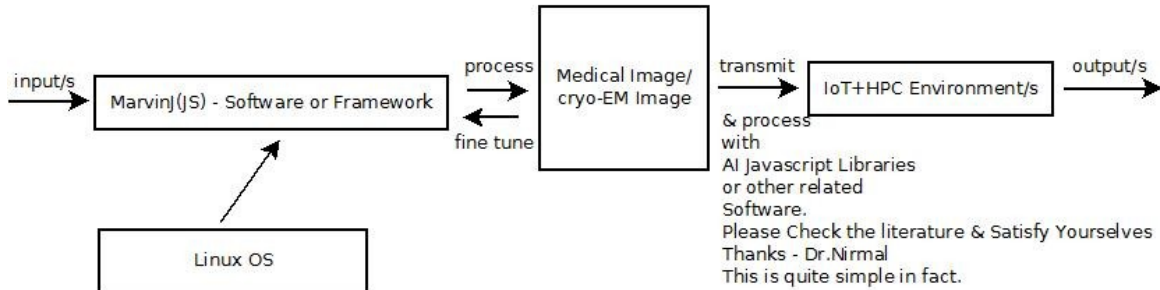 input/s
MarvinJ(JS) - Software or Framework
process
fine tune
Medical Image/
cryo-EM Image
transmit
IoT+HPC Environment/s
output/s
& process
with
AI Javascript Libraries
or other related
Software.
Please Check the literature & Satisfy Yourselves
Thanks - Dr.Nirmal
This is quite simple in fact.
Linux OS